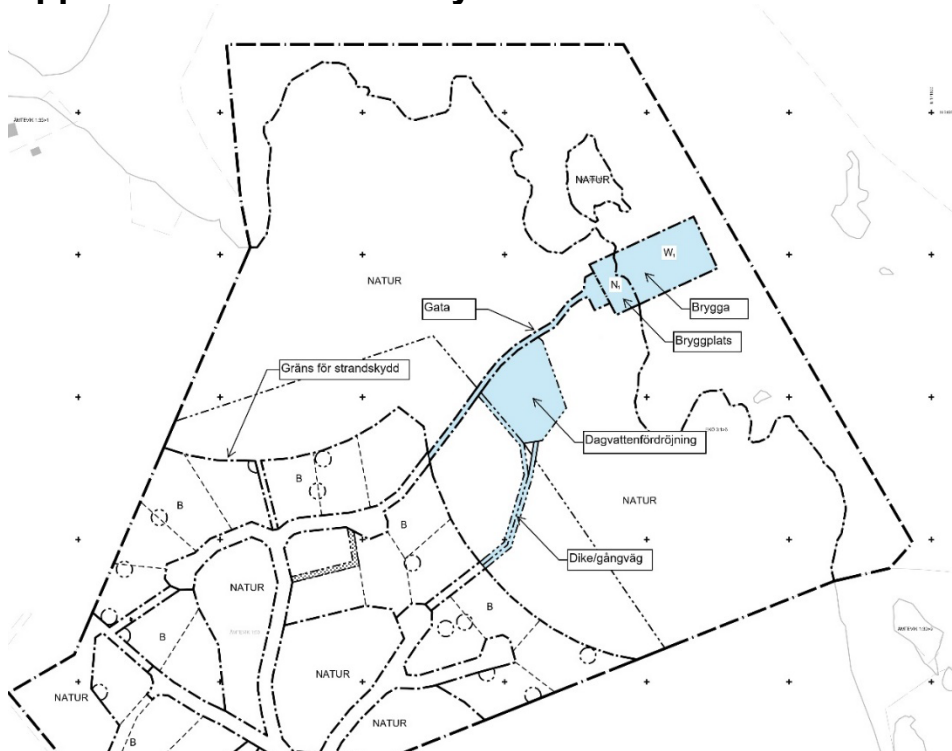 NATUR
W₁
N₁
NATUR
Gata
Brygga
Bryggplats
Gräns för strandskydd
Dagvattenfördröjning
B
B
B
NATUR
Dike/gångväg
NATUR
B
B
NATUR
NATUR
NATUR
B